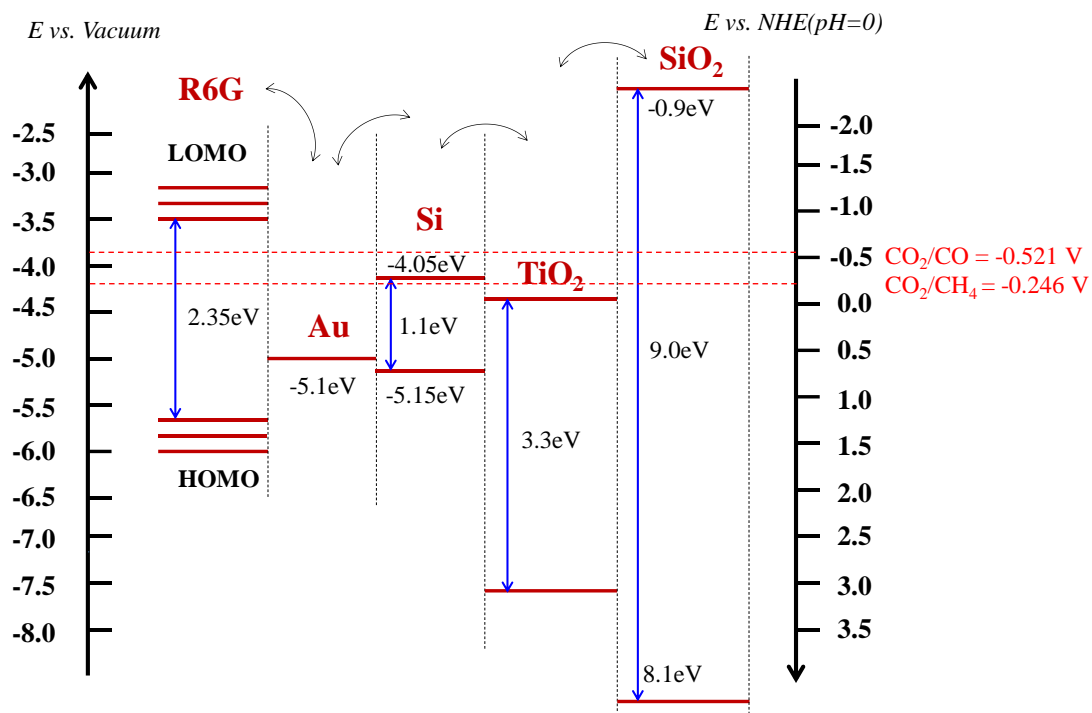 E vs. Vacuum
E vs. NHE(pH=0)
SiO₂
R6G
-0.9eV
-2.5
LOMO
-2.0
-3.0
-1.5
-3.5
-1.0
Si
-4.0
-4.05eV
-0.5
CO₂/CO = -0.521 V
TiO₂
CO₂/CH₄ = -0.246 V
-4.5
0.0
2.35eV
Au
1.1eV
9.0eV
-5.0
0.5
-5.1eV
-5.15eV
-5.5
1.0
3.3eV
-6.0
1.5
HOMO
-6.5
2.0
-7.0
2.5
-7.5
3.0
-8.0
3.5
8.1eV